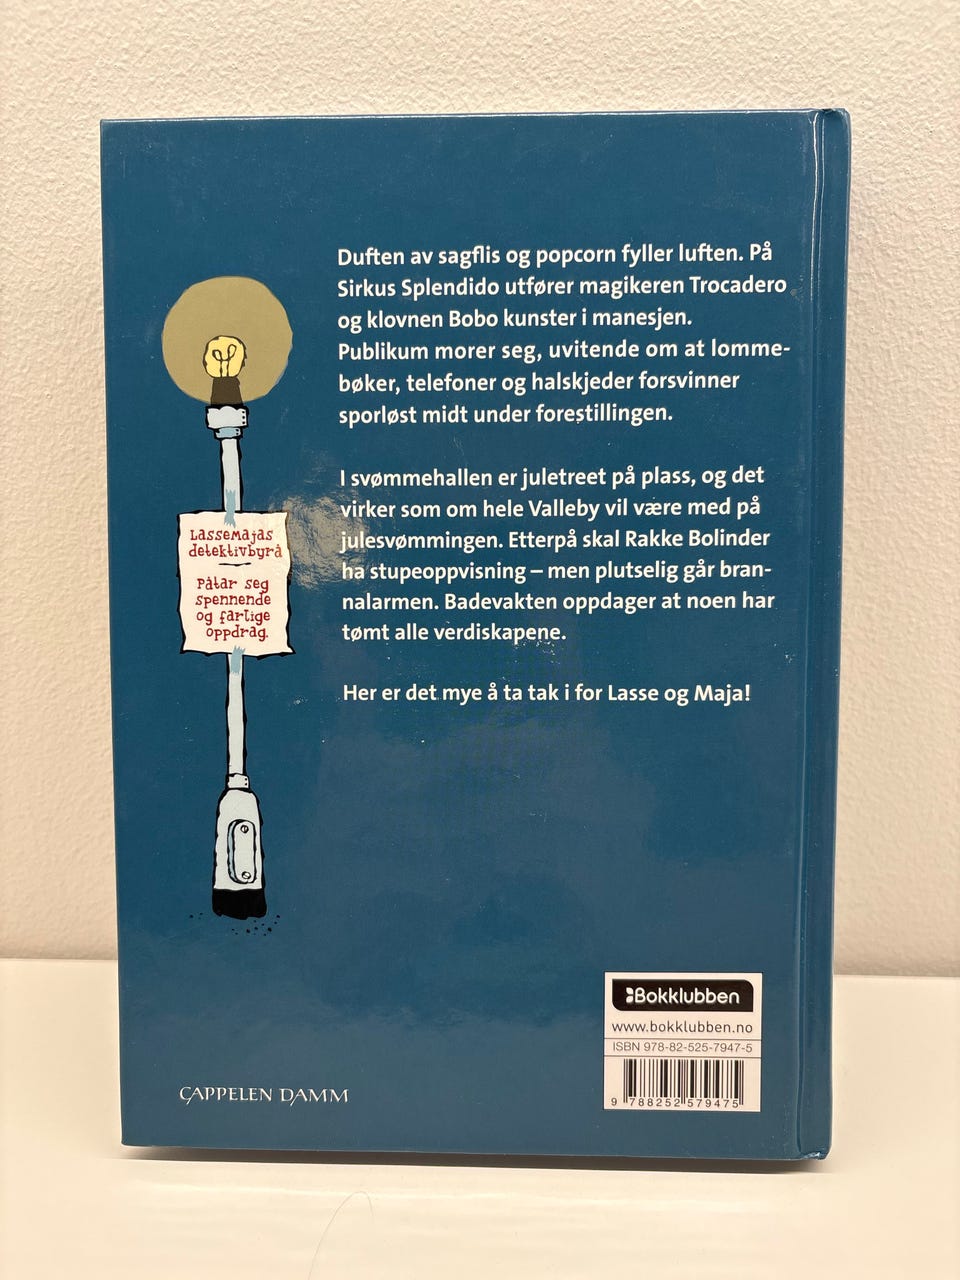 Duften av sagflis og popcorn fyller luften. På
Sirkus Splendido utfører magikeren Trocadero
og klovnen Bobo kunster i manesjen.
Publikum morer seg, uvitende om at lomme-
bøker, telefoner og halskjeder forsvinner
sporløst midt under forestillingen.
I svømmehallen er juletreet på plass, og det
virker som om hele Valleby vil være med på
julesvømmingen. Etterpå skal Rakke Bolinder
ha stupeoppvisning – men plutselig går bran-
nalarmen. Badevakten oppdager at noen har
tømt alle verdiskapene.
Her er det mye å ta tak i for Lasse og Maja!
LasseMajas
detektivbyrå
Påtar seg
spennende
og farlige
oppdrag.
CAPPELEN DAMM
Bokklubben
www.bokklubben.no
ISBN 978-82-525-7947-5
9 788252 579475